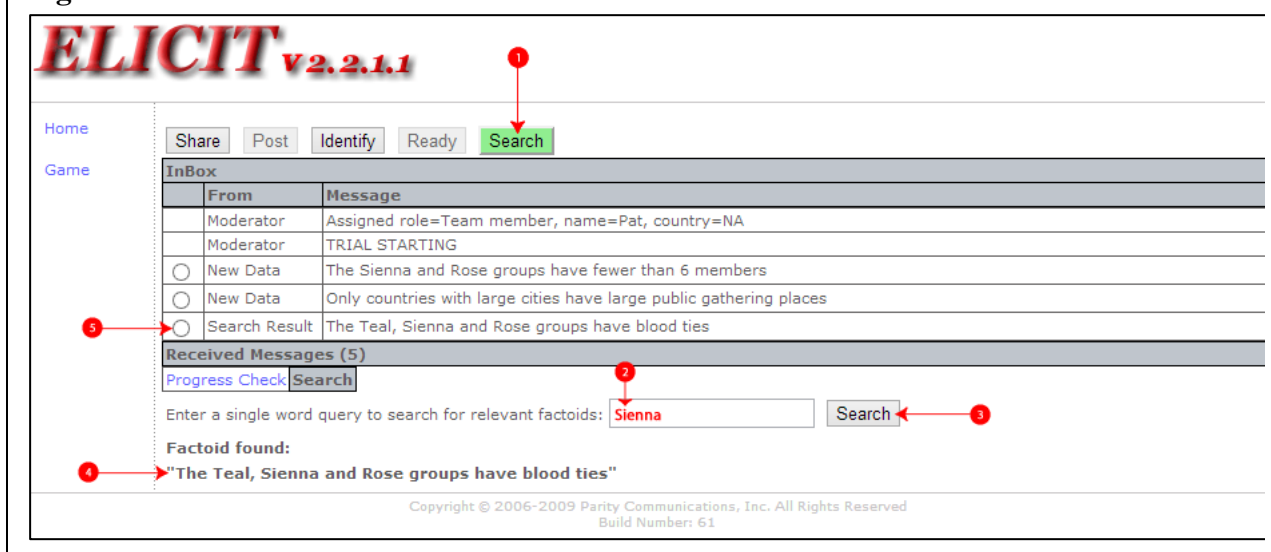 ELICIT v2.2.1.1
1
Home
Game
Share Post Identify Ready Search
InBox
From Message
Moderator Assigned role=Team member, name=Pat, country=NA
Moderator TRIAL STARTING
New Data The Sienna and Rose groups have fewer than 6 members
New Data Only countries with large cities have large public gathering places
5 Search Result The Teal, Sienna and Rose groups have blood ties
Received Messages (5)
Progress Check Search
2
Enter a single word query to search for relevant factoids: Sienna Search 3
Factoid found:
4 "The Teal, Sienna and Rose groups have blood ties"
Copyright © 2006-2009 Parity Communications, Inc. All Rights Reserved
Build Number: 61